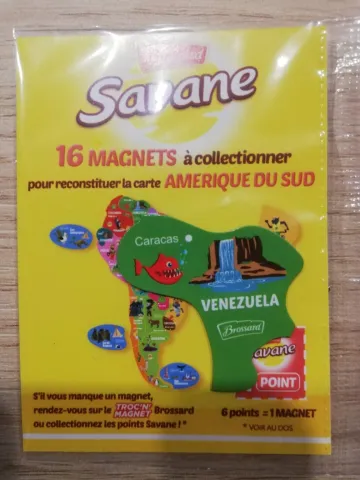 Brossard
Savane
16 MAGNETS à collectionner
pour reconstituer la carte AMERIQUE DU SUD
Caracas
VENEZUELA
Brossard
avane
POINT
S'il vous manque un magnet,
rendez-vous sur le TROC'N' MAGNET Brossard
ou collectionnez les points Savane ! *
6 points = 1 MAGNET
* VOIR AU DOS